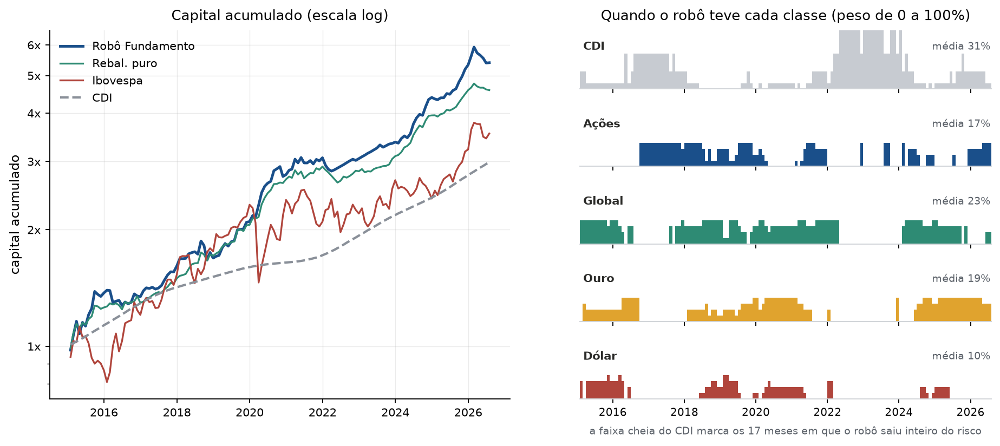 Capital acumulado (escala log)
capital acumulado
6x
5x
4x
3x
2x
1x
Robô Fundamento
Rebal. puro
Ibovespa
CDI
2016 2018 2020 2022 2024 2026
Quando o robô teve cada classe (peso de 0 a 100%)
CDI média 31%
Ações média 17%
Global média 23%
Ouro média 19%
Dólar média 10%
2016 2018 2020 2022 2024 2026
a faixa cheia do CDI marca os 17 meses em que o robô saiu inteiro do risco